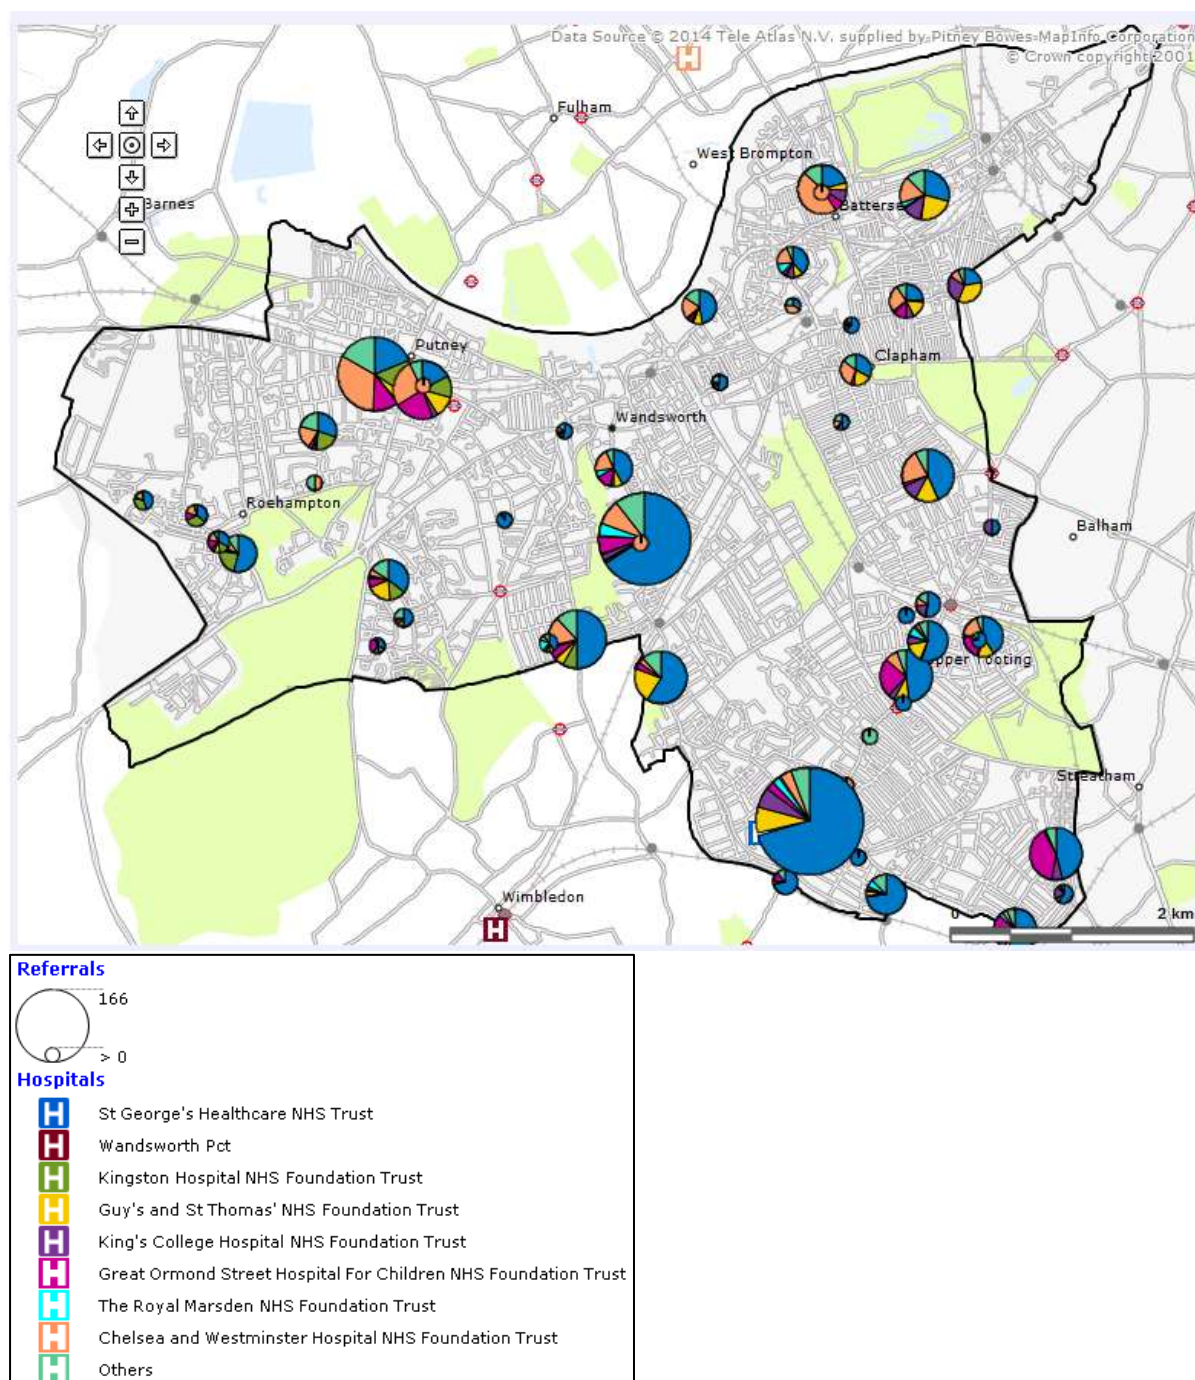 Data Source © 2014 Tele Atlas N.V. supplied by Pitney Bowes MapInfo Corporation
© Crown copyright 2001
H
Fulham
West Brompton
Barnes
Batterse
Putney
Clapham
Wandsworth
Roehampton
Balham
pper Tooting
Streatham
Wimbledon
H
0 2 km
Referrals
166
> 0
Hospitals
H St George's Healthcare NHS Trust
H Wandsworth Pct
H Kingston Hospital NHS Foundation Trust
H Guy's and St Thomas' NHS Foundation Trust
H King's College Hospital NHS Foundation Trust
H Great Ormond Street Hospital For Children NHS Foundation Trust
H The Royal Marsden NHS Foundation Trust
H Chelsea and Westminster Hospital NHS Foundation Trust
H Others